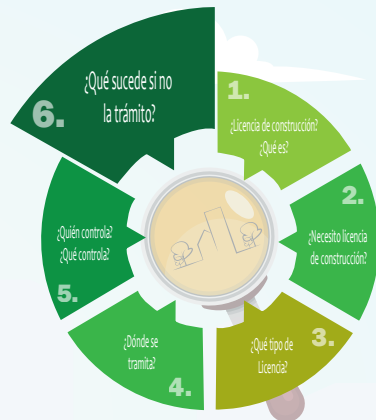 1.
¿Licencia de construcción?
¿Qué es?
2.
¿Necesito licencia
de construcción?
3.
¿Qué tipo de
Licencia?
4.
¿Dónde se
tramita?
5.
¿Quién controla?
¿Qué controla?
6.
¿Qué sucede si no
la trámito?